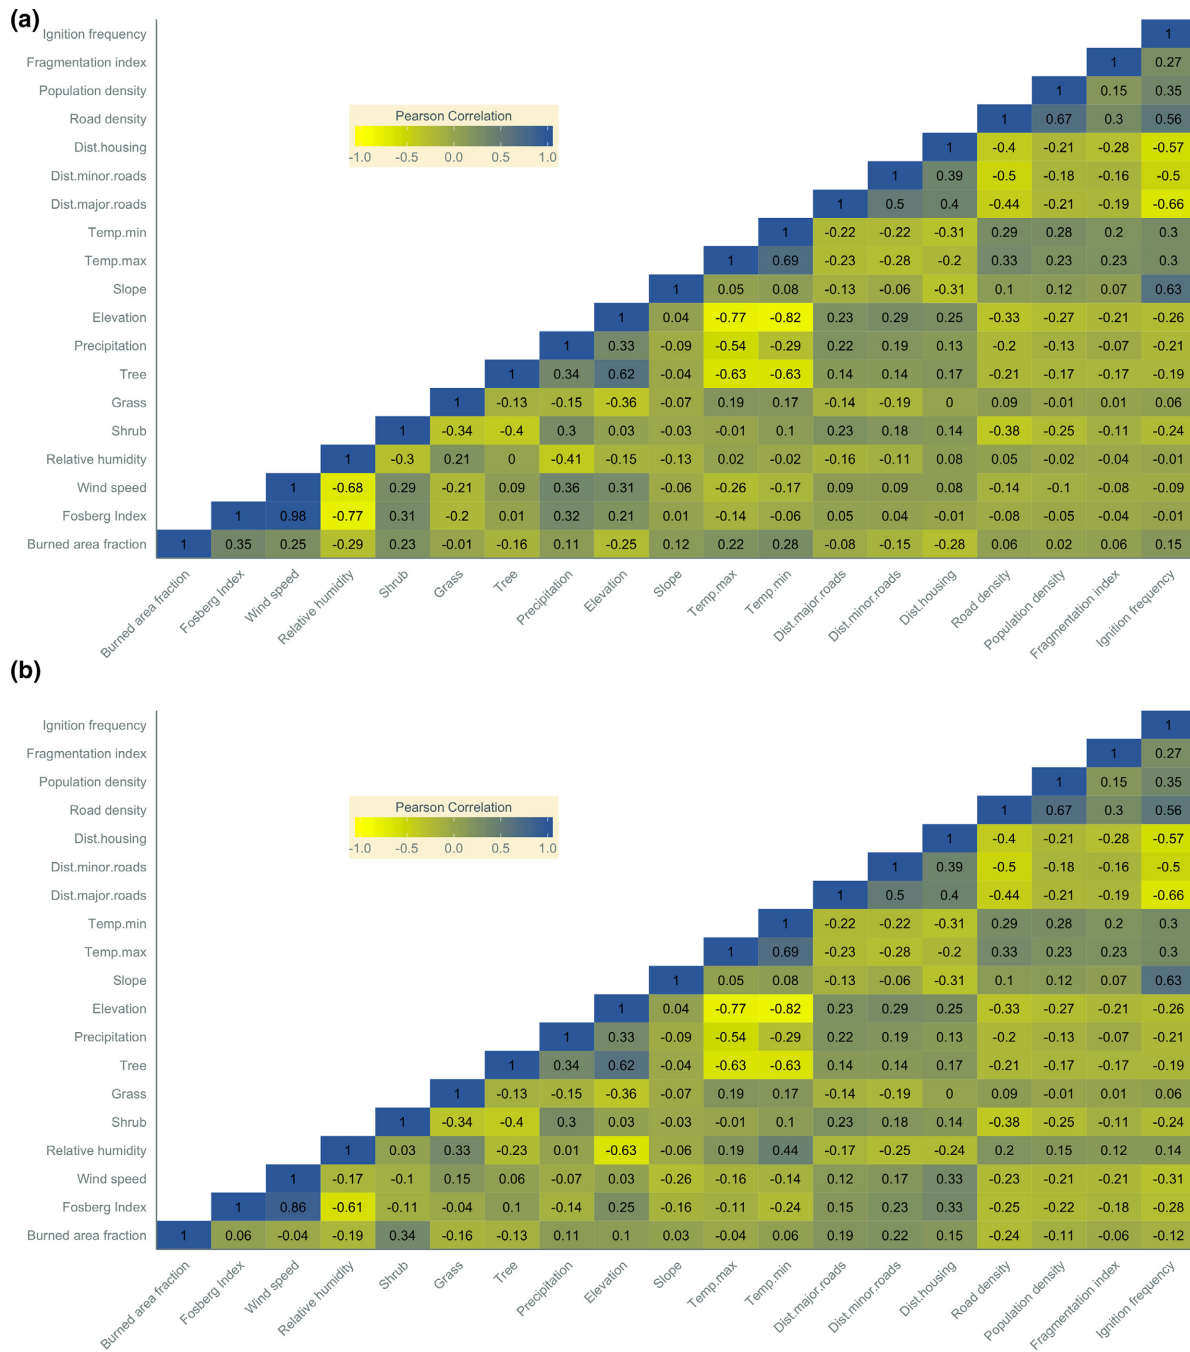 (a)
Pearson Correlation
-1.0 -0.5 0.0 0.5 1.0
Ignition frequency 1
Fragmentation index 1 0.27
Population density 1 0.15 0.35
Road density 1 0.67 0.3 0.56
Dist.housing 1 -0.4 -0.21 -0.28 -0.57
Dist.minor.roads 1 0.39 -0.5 -0.18 -0.16 -0.5
Dist.major.roads 1 0.5 0.4 -0.44 -0.21 -0.19 -0.66
Temp.min 1 -0.22 -0.22 -0.31 0.29 0.28 0.2 0.3
Temp.max 1 0.69 -0.23 -0.28 -0.2 0.33 0.23 0.23 0.3
Slope 1 0.05 0.08 -0.13 -0.06 -0.31 0.1 0.12 0.07 0.63
Elevation 1 0.04 -0.77 -0.82 0.23 0.29 0.25 -0.33 -0.27 -0.21 -0.26
Precipitation 1 0.33 -0.09 -0.54 -0.29 0.22 0.19 0.13 -0.2 -0.13 -0.07 -0.21
Tree 1 0.34 0.62 -0.04 -0.63 -0.63 0.14 0.14 0.17 -0.21 -0.17 -0.17 -0.19
Grass 1 -0.13 -0.15 -0.36 -0.07 0.19 0.17 -0.14 -0.19 0 0.09 -0.01 0.01 0.06
Shrub 1 -0.34 -0.4 0.3 0.03 -0.03 -0.01 0.1 0.23 0.18 0.14 -0.38 -0.25 -0.11 -0.24
Relative humidity 1 -0.3 0.21 0 -0.41 -0.15 -0.13 0.02 -0.02 -0.16 -0.11 0.08 0.05 -0.02 -0.04 -0.01
Wind speed 1 -0.68 0.29 -0.21 0.09 0.36 0.31 -0.06 -0.26 -0.17 0.09 0.09 0.08 -0.14 -0.1 -0.08 -0.09
Fosberg Index 1 0.98 -0.77 0.31 -0.2 0.01 0.32 0.21 0.01 -0.14 -0.06 0.05 0.04 -0.01 -0.08 -0.05 -0.04 -0.01
Burned area fraction 1 0.35 0.25 -0.29 0.23 -0.01 -0.16 0.11 -0.25 0.12 0.22 0.28 -0.08 -0.15 -0.28 0.06 0.02 0.06 0.15
Burned area fraction Fosberg Index Wind speed Relative humidity Shrub Grass Tree Precipitation Elevation Slope Temp.max Temp.min Dist.major.roads Dist.minor.roads Dist.housing Road density Population density Fragmentation index Ignition frequency
(b)
Pearson Correlation
-1.0 -0.5 0.0 0.5 1.0
Ignition frequency 1
Fragmentation index 1 0.27
Population density 1 0.15 0.35
Road density 1 0.67 0.3 0.56
Dist.housing 1 -0.4 -0.21 -0.28 -0.57
Dist.minor.roads 1 0.39 -0.5 -0.18 -0.16 -0.5
Dist.major.roads 1 0.5 0.4 -0.44 -0.21 -0.19 -0.66
Temp.min 1 -0.22 -0.22 -0.31 0.29 0.28 0.2 0.3
Temp.max 1 0.69 -0.23 -0.28 -0.2 0.33 0.23 0.23 0.3
Slope 1 0.05 0.08 -0.13 -0.06 -0.31 0.1 0.12 0.07 0.63
Elevation 1 0.04 -0.77 -0.82 0.23 0.29 0.25 -0.33 -0.27 -0.21 -0.26
Precipitation 1 0.33 -0.09 -0.54 -0.29 0.22 0.19 0.13 -0.2 -0.13 -0.07 -0.21
Tree 1 0.34 0.62 -0.04 -0.63 -0.63 0.14 0.14 0.17 -0.21 -0.17 -0.17 -0.19
Grass 1 -0.13 -0.15 -0.36 -0.07 0.19 0.17 -0.14 -0.19 0 0.09 -0.01 0.01 0.06
Shrub 1 -0.34 -0.4 0.3 0.03 -0.03 -0.01 0.1 0.23 0.18 0.14 -0.38 -0.25 -0.11 -0.24
Relative humidity 1 0.03 0.33 -0.23 0.01 -0.63 -0.06 0.19 0.44 -0.17 -0.25 -0.24 0.2 0.15 0.12 0.14
Wind speed 1 -0.17 -0.1 0.15 0.06 -0.07 0.03 -0.26 -0.16 -0.14 0.12 0.17 0.33 -0.23 -0.21 -0.21 -0.31
Fosberg Index 1 0.86 -0.61 -0.11 -0.04 0.1 -0.14 0.25 -0.16 -0.11 -0.24 0.15 0.23 0.33 -0.25 -0.22 -0.18 -0.28
Burned area fraction 1 0.06 -0.04 -0.19 0.34 -0.16 -0.13 0.11 0.1 0.03 -0.04 0.06 0.19 0.22 0.15 -0.24 -0.11 -0.06 -0.12
Burned area fraction Fosberg Index Wind speed Relative humidity Shrub Grass Tree Precipitation Elevation Slope Temp.max Temp.min Dist.major.roads Dist.minor.roads Dist.housing Road density Population density Fragmentation index Ignition frequency